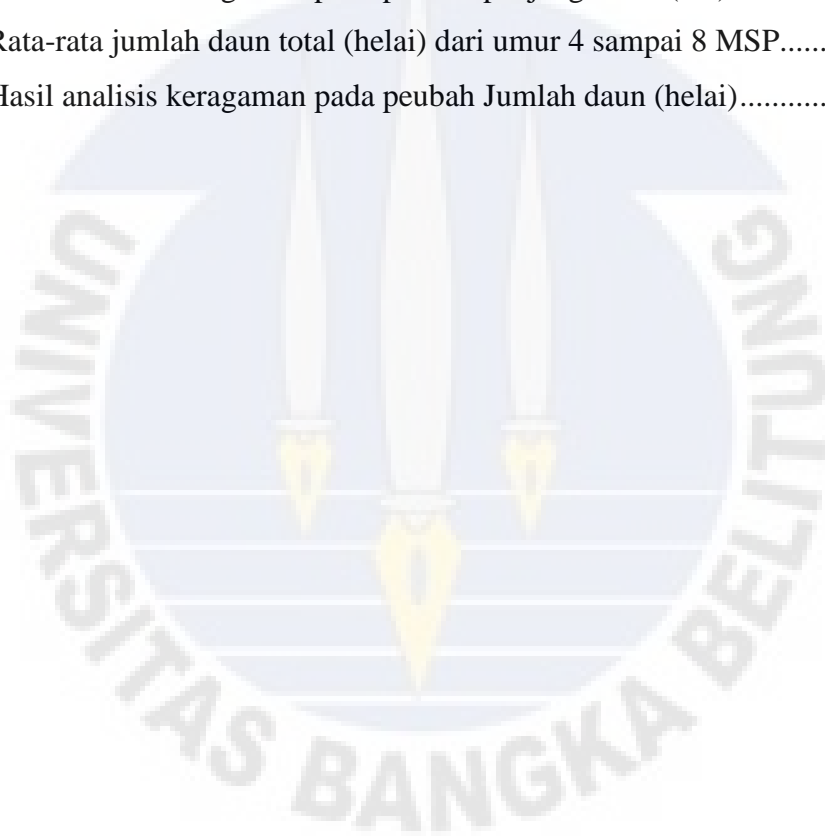 Rata-rata jumlah daun total (helai) dari umur 4 sampai 8 MSP......
Hasil analisis keragaman pada peubah Jumlah daun (helai)...........
UNIVERSITAS BANGKA BELITUNG